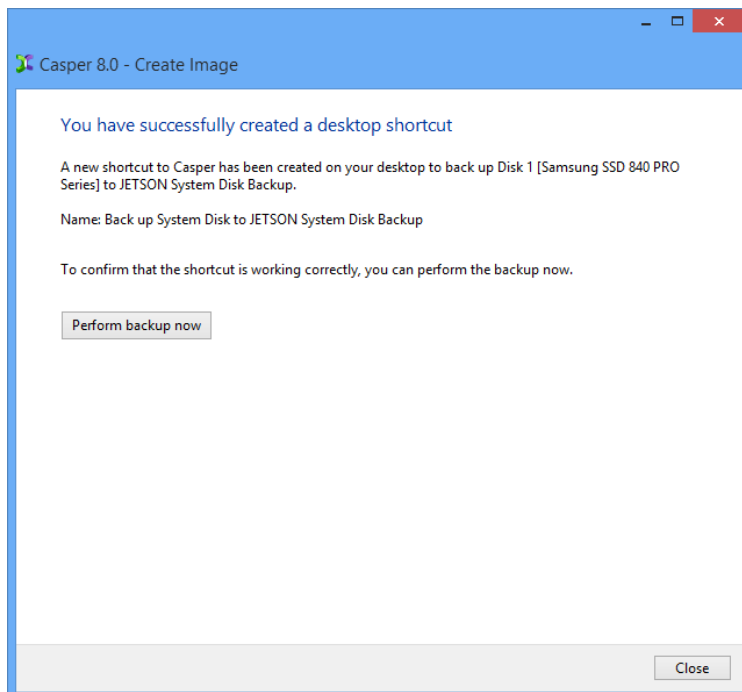 Casper 8.0 - Create Image
You have successfully created a desktop shortcut
A new shortcut to Casper has been created on your desktop to back up Disk 1 [Samsung SSD 840 PRO
Series] to JETSON System Disk Backup.
Name: Back up System Disk to JETSON System Disk Backup
To confirm that the shortcut is working correctly, you can perform the backup now.
Perform backup now
Close